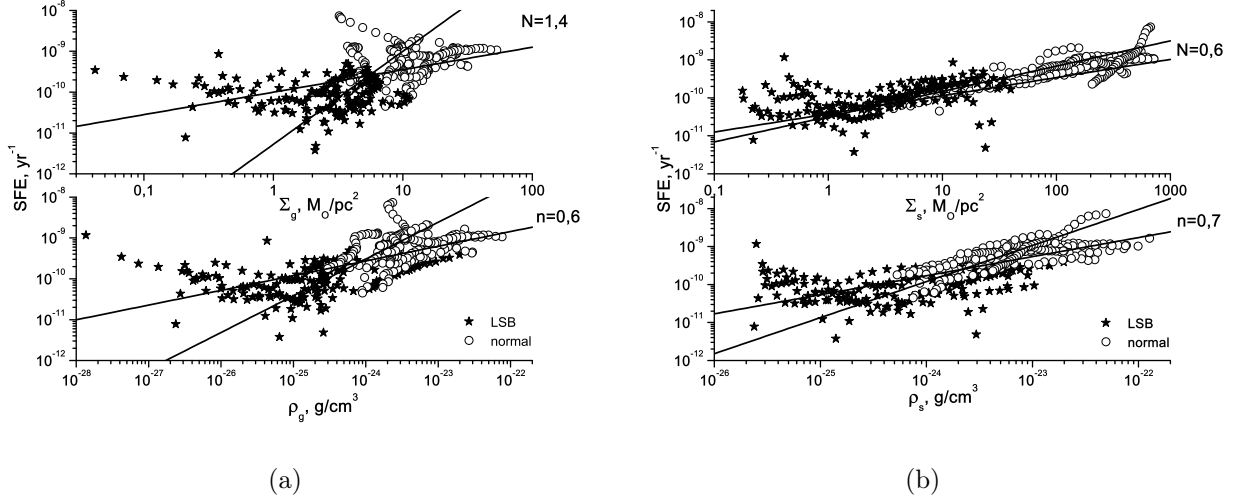 10⁻⁸
10⁻⁹
10⁻¹⁰
10⁻¹¹
10⁻¹²
N=1,4
0,1 1 10 100
Σg, M_O/pc²
SFE, yr⁻¹
10⁻⁸
10⁻⁹
10⁻¹⁰
10⁻¹¹
10⁻¹²
n=0,6
LSB
normal
10⁻²⁸ 10⁻²⁷ 10⁻²⁶ 10⁻²⁵ 10⁻²⁴ 10⁻²³ 10⁻²²
ρg, g/cm³
(a)
10⁻⁸
10⁻⁹
10⁻¹⁰
10⁻¹¹
10⁻¹²
N=0,6
0,1 1 10 100 1000
Σs, M_O/pc²
SFE, yr⁻¹
10⁻⁸
10⁻⁹
10⁻¹⁰
10⁻¹¹
10⁻¹²
n=0,7
LSB
normal
10⁻²⁶ 10⁻²⁵ 10⁻²⁴ 10⁻²³ 10⁻²²
ρs, g/cm³
(b)